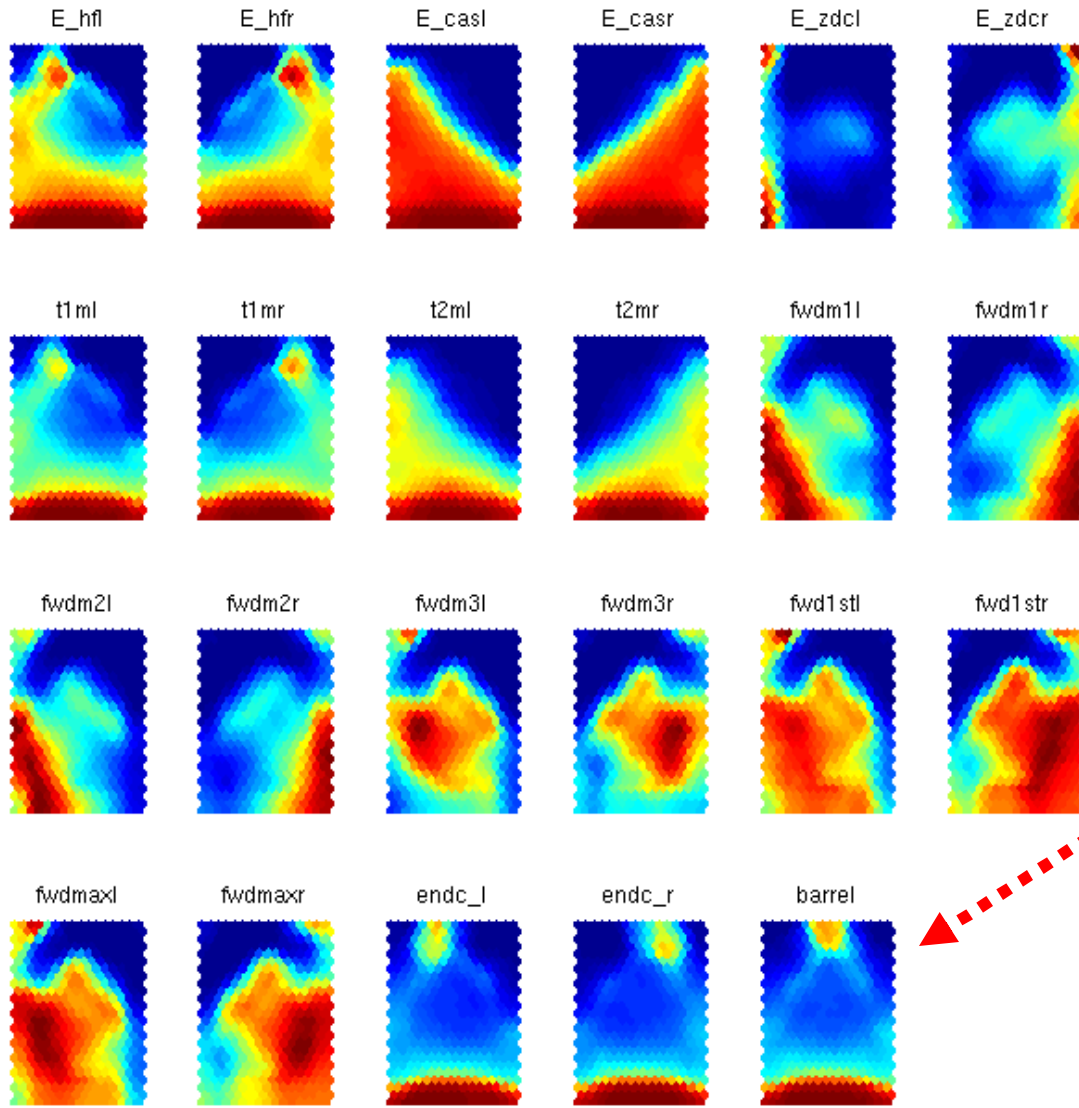 E_hfl E_hfr E_casl E_casr E_zdcl E_zdcr
t1ml t1mr t2ml t2mr fwdm1l fwdm1r
fwdm2l fwdm2r fwdm3l fwdm3r fwd1stl fwd1str
fwdmaxl fwdmaxr endc_l endc_r barrel